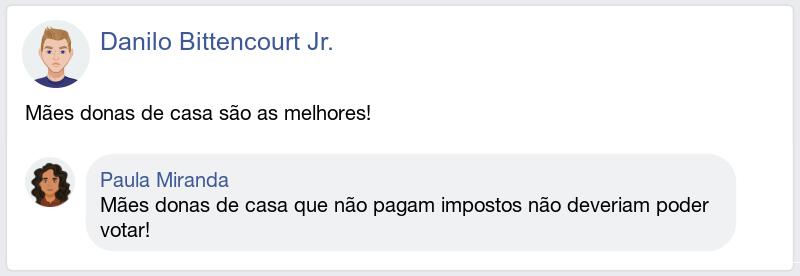 Danilo Bittencourt Jr.
Mães donas de casa são as melhores!
Paula Miranda
Mães donas de casa que não pagam impostos não deveriam poder
votar!